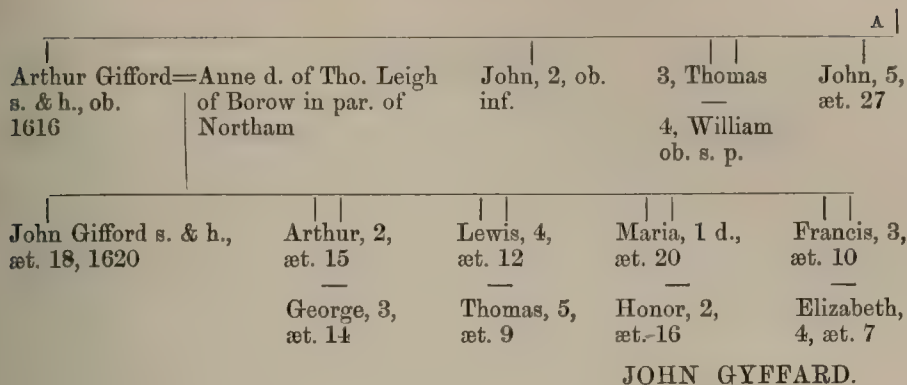 A
Arthur Gifford=Anne d. of Tho. Leigh
s. & h., ob. of Borow in par. of
1616 Northam
John, 2, ob.
inf.
3, Thomas
—
4, William
ob. s. p.
John, 5,
æt. 27
John Gifford s. & h.,
æt. 18, 1620
Arthur, 2,
æt. 15
—
George, 3,
æt. 14
Lewis, 4,
æt. 12
—
Thomas, 5,
æt. 9
Maria, 1 d.,
æt. 20
—
Honor, 2,
æt. 16
Francis, 3,
æt. 10
—
Elizabeth,
4, æt. 7
JOHN GYFFARD.